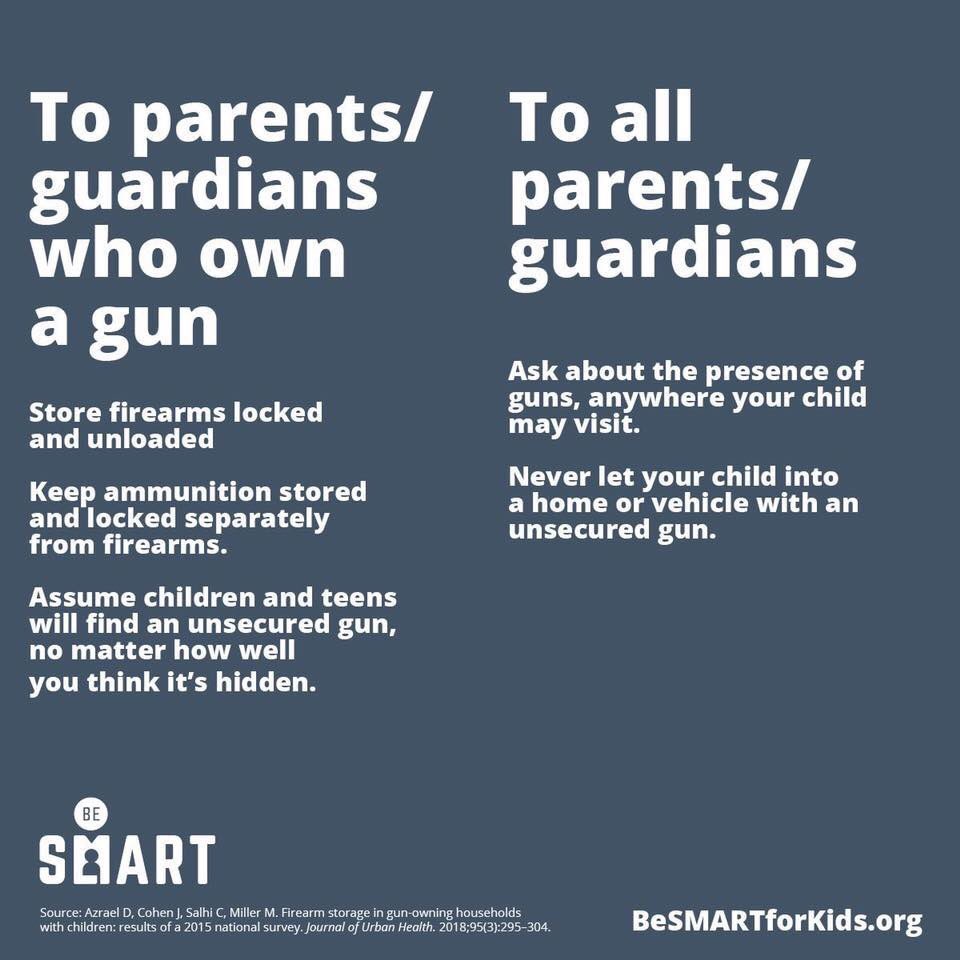 To parents/
guardians
who own
a gun
Store firearms locked
and unloaded
Keep ammunition stored
and locked separately
from firearms.
Assume children and teens
will find an unsecured gun,
no matter how well
you think it’s hidden.
To all
parents/
guardians
Ask about the presence of
guns, anywhere your child
may visit.
Never let your child into
a home or vehicle with an
unsecured gun.
BE
SMART
Source: Azrael D, Cohen J, Salhi C, Miller M. Firearm storage in gun-owning households
with children: results of a 2015 national survey. Journal of Urban Health. 2018;95(3):295–304.
BeSMARTforKids.org